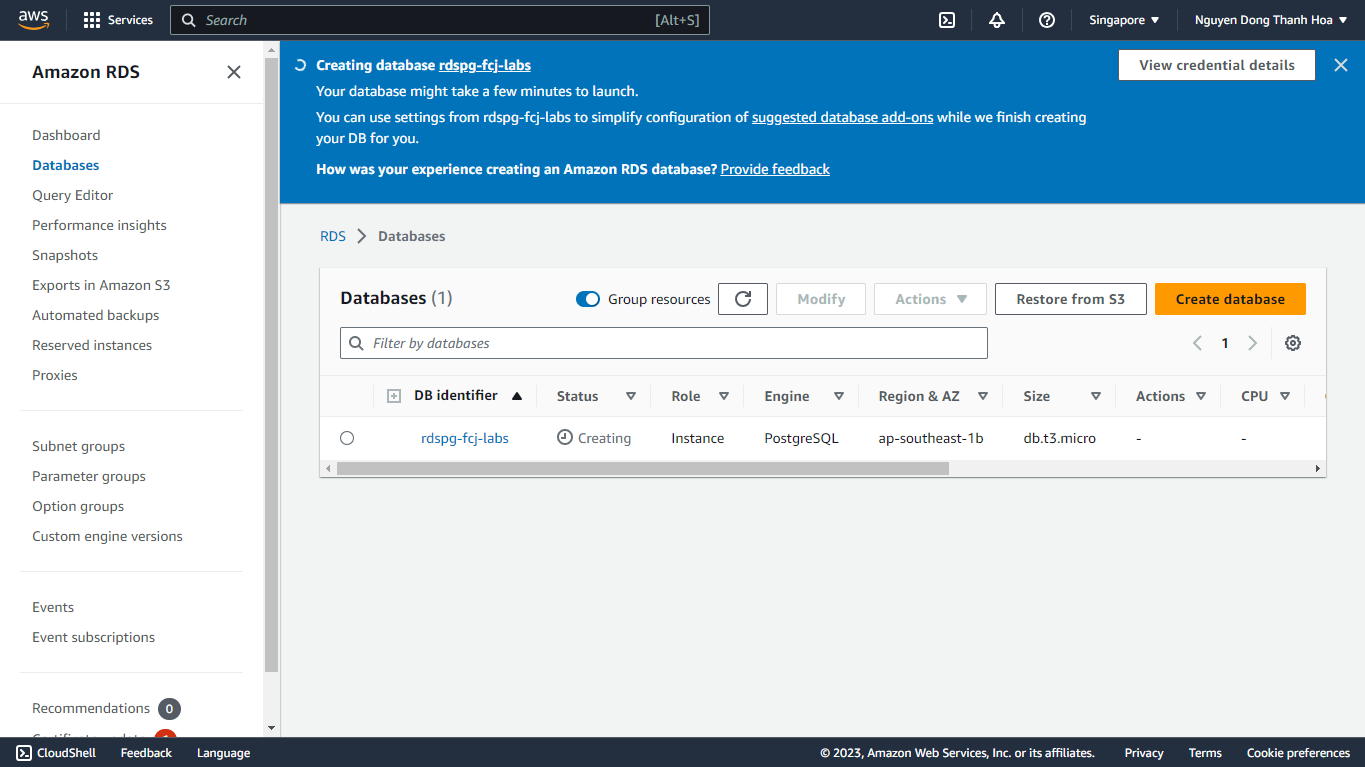 aws
Services
Search
[Alt+S]
Singapore
Nguyen Dong Thanh Hoa
Amazon RDS
Dashboard
Databases
Query Editor
Performance insights
Snapshots
Exports in Amazon S3
Automated backups
Reserved instances
Proxies
Subnet groups
Parameter groups
Option groups
Custom engine versions
Events
Event subscriptions
Recommendations 0
Creating database rdspg-fcj-labs
View credential details
Your database might take a few minutes to launch.
You can use settings from rdspg-fcj-labs to simplify configuration of suggested database add-ons while we finish creating
your DB for you.
How was your experience creating an Amazon RDS database? Provide feedback
RDS
Databases
Databases (1)
Group resources
Modify
Actions
Restore from S3
Create database
Filter by databases
1
DB identifier Status Role Engine Region & AZ Size Actions CPU
rdspg-fcj-labs Creating Instance PostgreSQL ap-southeast-1b db.t3.micro - -
CloudShell
Feedback
Language
© 2023, Amazon Web Services, Inc. or its affiliates.
Privacy
Terms
Cookie preferences